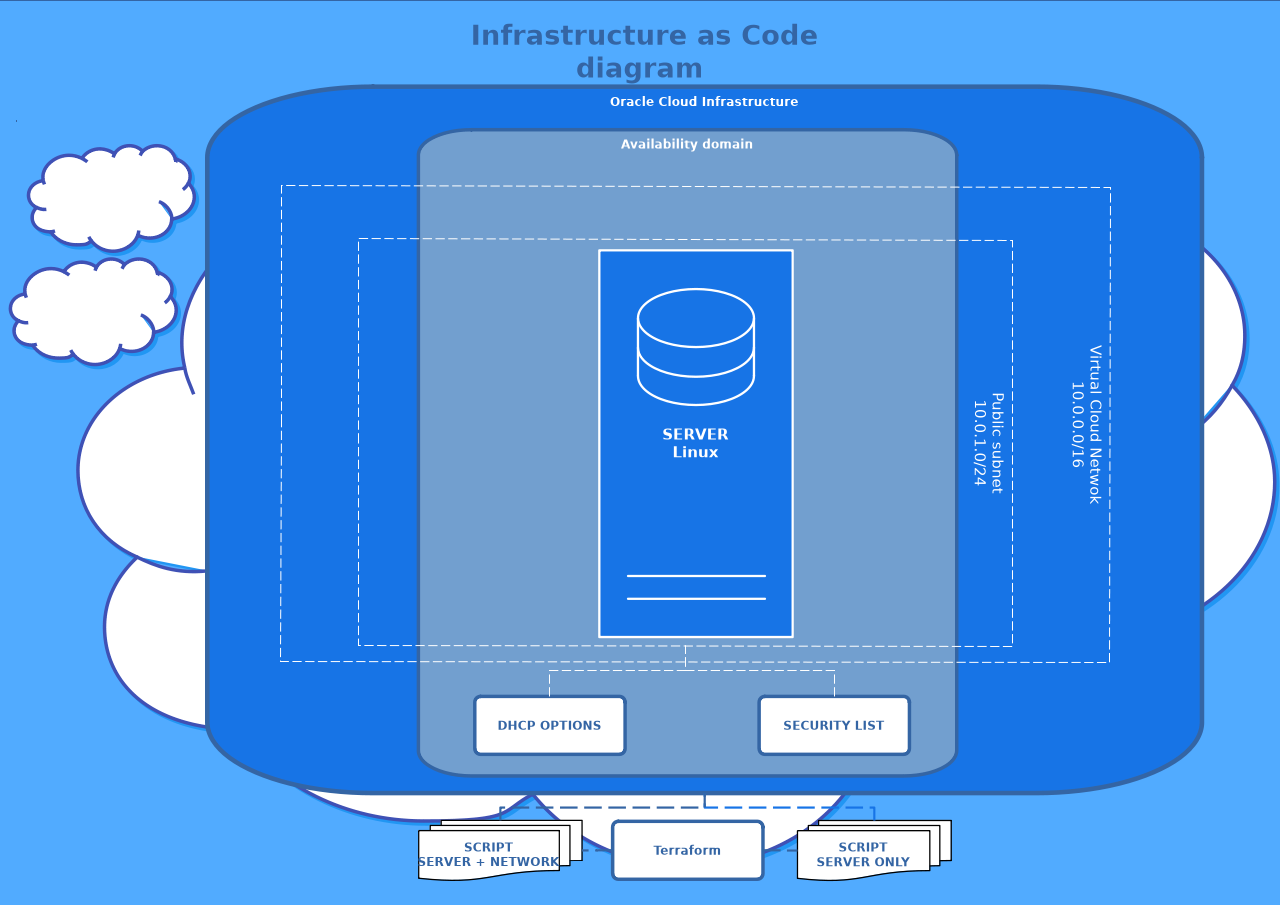 Infrastructure as Code
diagram
Oracle Cloud Infrastructure
Availability domain
SERVER
Linux
Public subnet
10.0.1.0/24
Virtual Cloud Netwok
10.0.0.0/16
DHCP OPTIONS
SECURITY LIST
SCRIPT
SERVER + NETWORK
Terraform
SCRIPT
SERVER ONLY